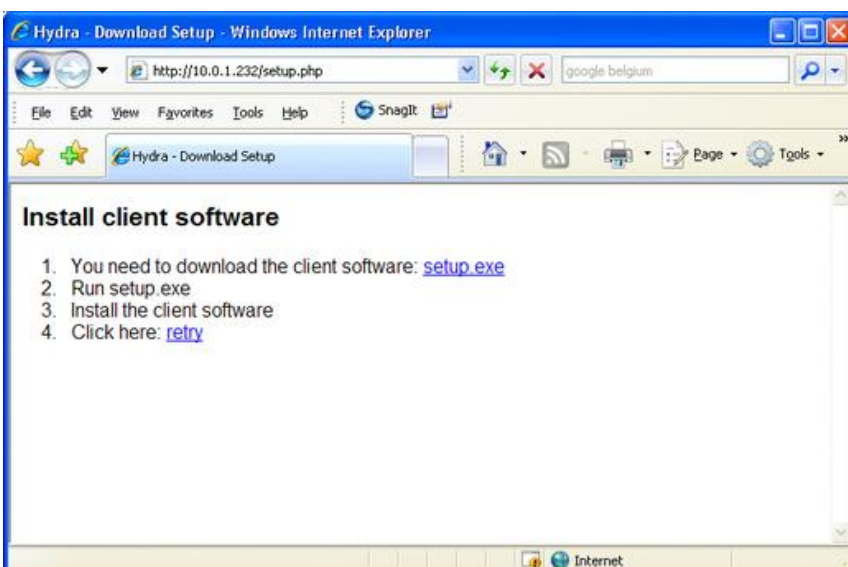 Hydra - Download Setup - Windows Internet Explorer
http://10.0.1.232/setup.php
google belgium
File Edit View Favorites Tools Help SnagIt
Hydra - Download Setup
Page Tools
Install client software
1. You need to download the client software: setup.exe
2. Run setup.exe
3. Install the client software
4. Click here: retry
Internet